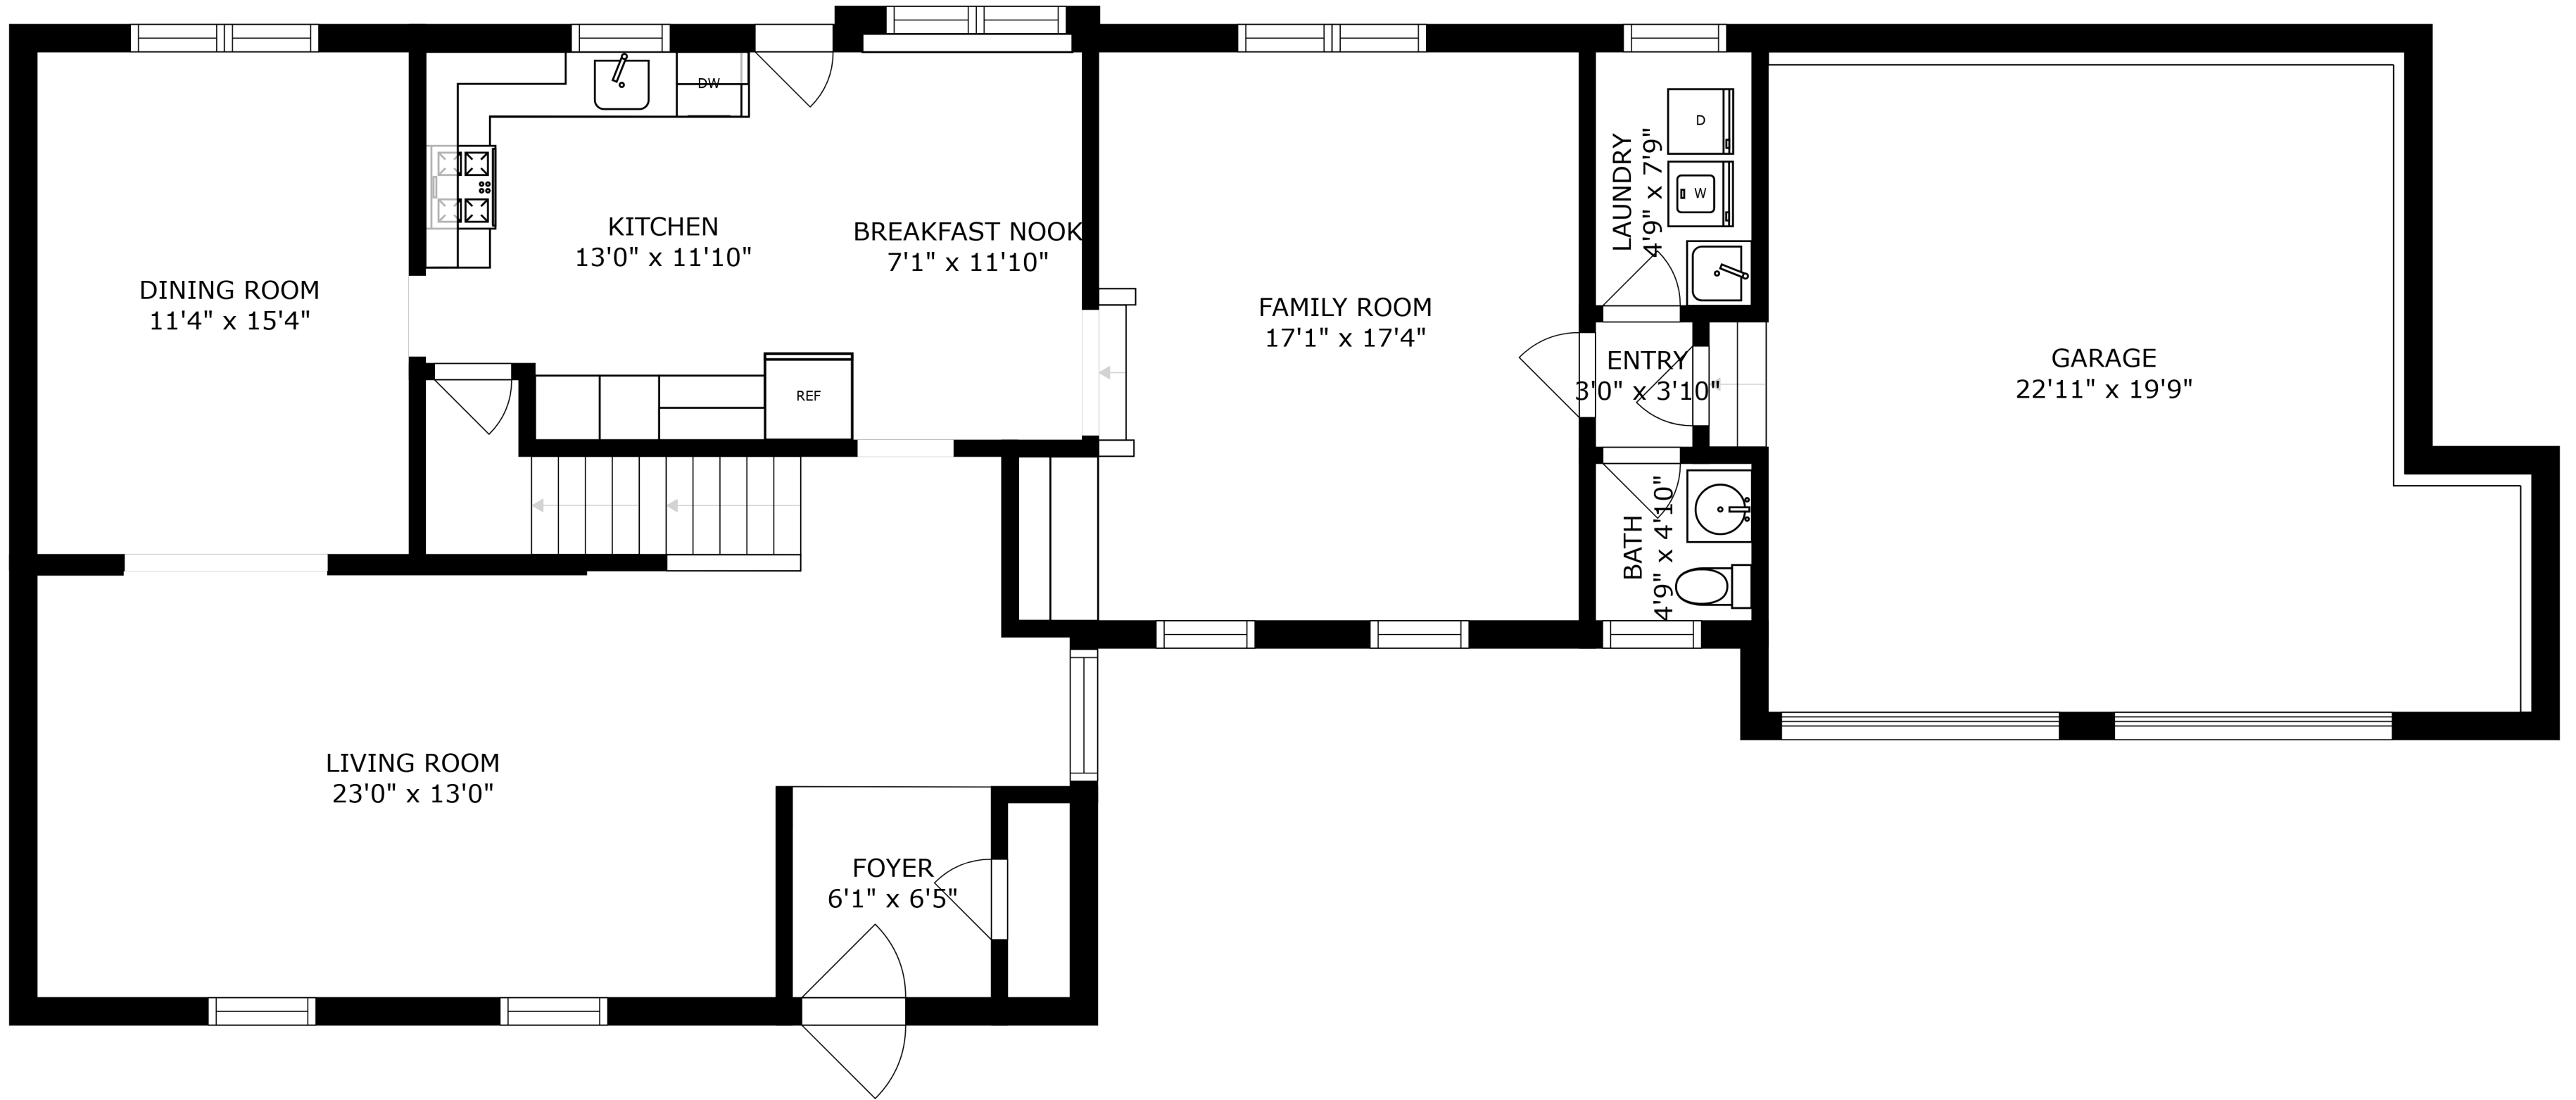 DW
KITCHEN
13'0" x 11'10"
BREAKFAST NOOK
7'1" x 11'10"
DINING ROOM
11'4" x 15'4"
REF
FAMILY ROOM
17'1" x 17'4"
D
W
LAUNDRY
4'9" x 7'9"
ENTRY
3'0" x 3'10"
BATH
4'9" x 4'10"
GARAGE
22'11" x 19'9"
LIVING ROOM
23'0" x 13'0"
FOYER
6'1" x 6'5"